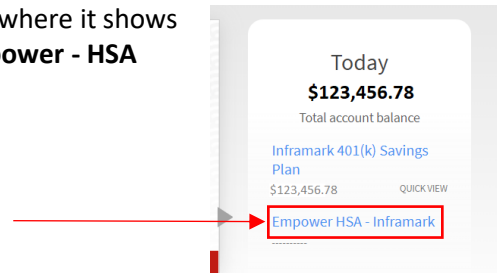 where it shows
ower - HSA
Today
$123,456.78
Total account balance
Inframark 401(k) Savings
Plan
$123,456.78 QUICK VIEW
Empower HSA - Inframark
----------